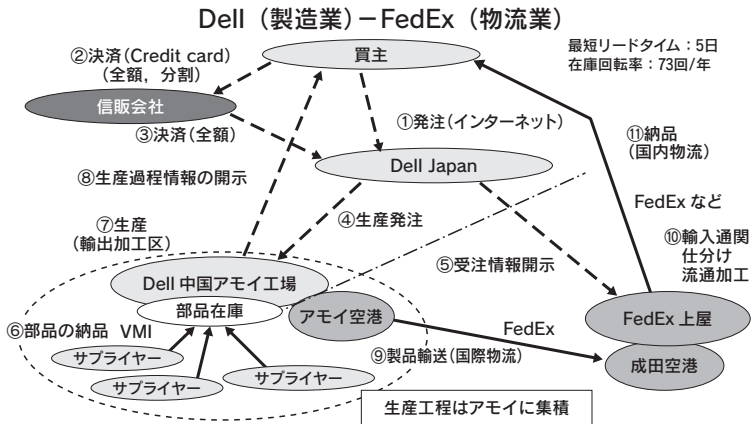 Dell（製造業）－FedEx（物流業）
②決済(Credit card)
（全額，分割）
買主
最短リードタイム：5日
在庫回転率：73回/年
信販会社
③決済(全額)
①発注(インターネット)
⑪納品
（国内物流）
Dell Japan
⑧生産過程情報の開示
FedExなど
④生産発注
⑦生産
（輸出加工区）
⑩輸入通関
仕分け
流通加工
⑤受注情報開示
Dell 中国アモイ工場
部品在庫
アモイ空港
FedEx
FedEx 上屋
⑥部品の納品 VMI
サプライヤー
サプライヤー
サプライヤー
⑨製品輸送(国際物流)
成田空港
生産工程はアモイに集積